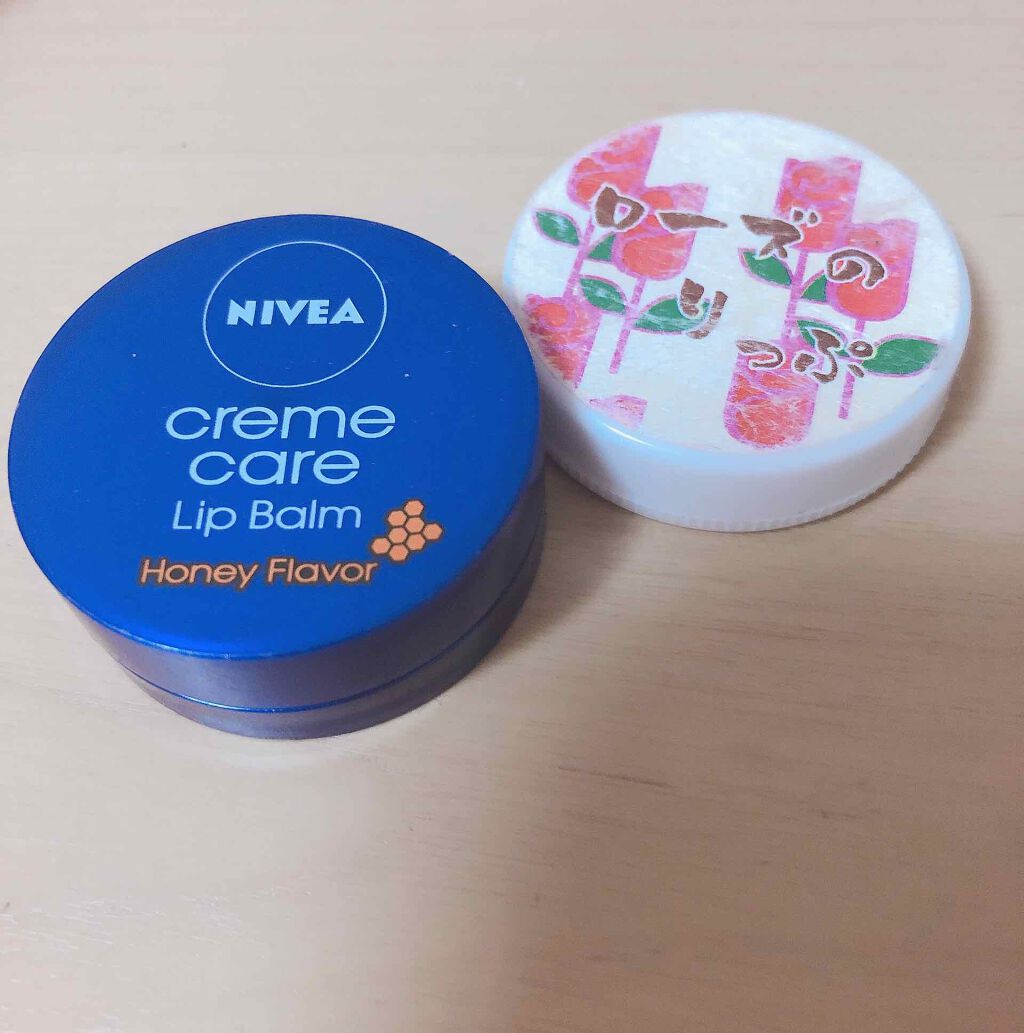 NIVEA
creme
care
Lip Balm
Honey Flavor
ローズの
りっぷ